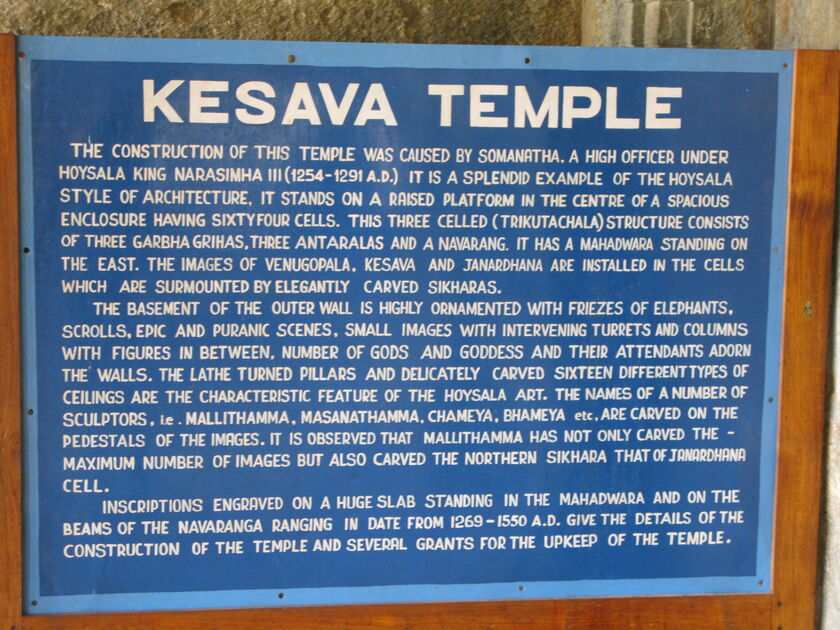 KESAVA TEMPLE
THE CONSTRUCTION OF THIS TEMPLE WAS CAUSED BY SOMANATHA. A HIGH OFFICER UNDER
HOYSALA KING NARASIMHA III (1254-1291 A.D.) IT IS A SPLENDID EXAMPLE OF THE HOYSALA
STYLE OF ARCHITECTURE, IT STANDS ON A RAISED PLATFORM IN THE CENTRE OF A SPACIOUS
ENCLOSURE HAVING SIXTYFOUR CELLS. THIS THREE CELLED (TRIKUTACHALA) STRUCTURE CONSISTS
OF THREE GARBHA GRIHAS, THREE ANTARALAS AND A NAVARANG. IT HAS A MAHADWARA STANDING ON
THE EAST. THE IMAGES OF VENUGOPALA, KESAVA AND JANARDHANA ARE INSTALLED IN THE CELLS
WHICH ARE SURMOUNTED BY ELEGANTLY CARVED SIKHARAS.
THE BASEMENT OF THE OUTER WALL IS HIGHLY ORNAMENTED WITH FRIEZES OF ELEPHANTS,
SCROLLS, EPIC AND PURANIC SCENES, SMALL IMAGES WITH INTERVENING TURRETS AND COLUMNS
WITH FIGURES IN BETWEEN, NUMBER OF GODS AND GODDESS AND THEIR ATTENDANTS ADORN
THE WALLS. THE LATHE TURNED PILLARS AND DELICATELY CARVED SIXTEEN DIFFERENT TYPES OF
CEILINGS ARE THE CHARACTERISTIC FEATURE OF THE HOYSALA ART. THE NAMES OF A NUMBER OF
SCULPTORS, i.e. MALLITHAMMA, MASANATHAMMA, CHAMEYA, BHAMEYA etc, ARE CARVED ON THE
PEDESTALS OF THE IMAGES. IT IS OBSERVED THAT MALLITHAMMA HAS NOT ONLY CARVED THE -
MAXIMUM NUMBER OF IMAGES BUT ALSO CARVED THE NORTHERN SIKHARA THAT OF JANARDHANA
CELL.
INSCRIPTIONS ENGRAVED ON A HUGE SLAB STANDING IN THE MAHADWARA AND ON THE
BEAMS OF THE NAVARANGA RANGING IN DATE FROM 1269-1550 A.D. GIVE THE DETAILS OF THE
CONSTRUCTION OF THE TEMPLE AND SEVERAL GRANTS FOR THE UPKEEP OF THE TEMPLE.